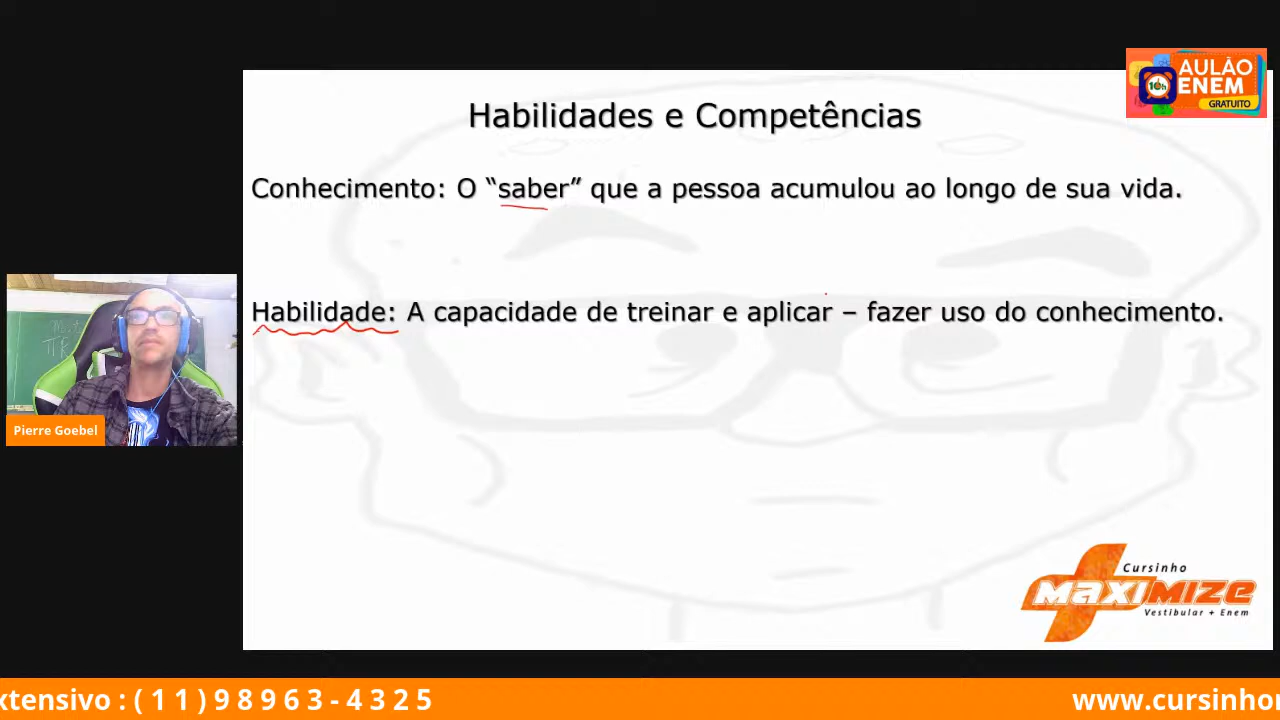 AULÃO
ENEM
10h
GRATUITO
Habilidades e Competências
Conhecimento: O “saber” que a pessoa acumulou ao longo de sua vida.
Habilidade: A capacidade de treinar e aplicar – fazer uso do conhecimento.
Pierre Goebel
Cursinho
MAXIMIZE
Vestibular + Enem
xtensivo : ( 1 1 ) 9 8 9 6 3 - 4 3 2 5
www.cursinho